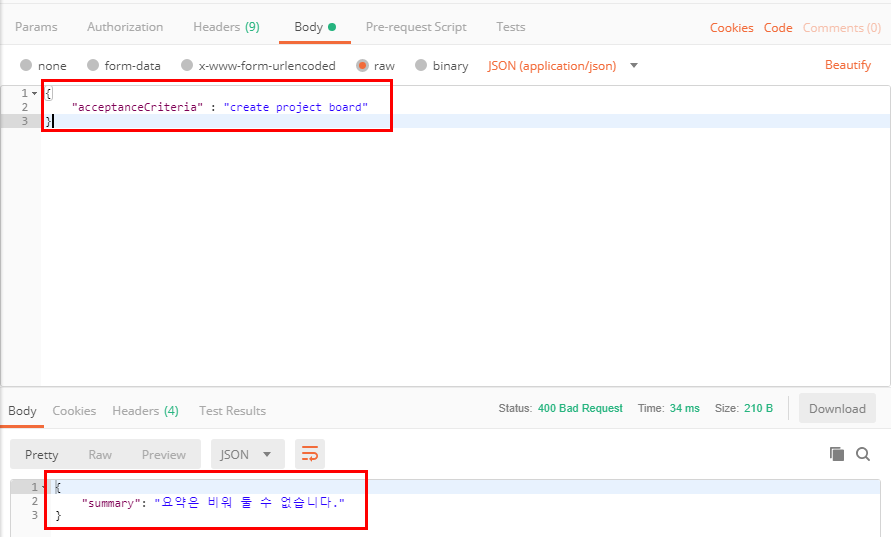 Params Authorization Headers (9) Body Pre-request Script Tests Cookies Code Comments (0)
none form-data x-www-form-urlencoded raw binary JSON (application/json) Beautify
1 {
2 "acceptanceCriteria" : "create project board"
3 }
Body Cookies Headers (4) Test Results Status: 400 Bad Request Time: 34 ms Size: 210 B Download
Pretty Raw Preview JSON
1 {
2 "summary": "요약은 비워 둘 수 없습니다."
3 }